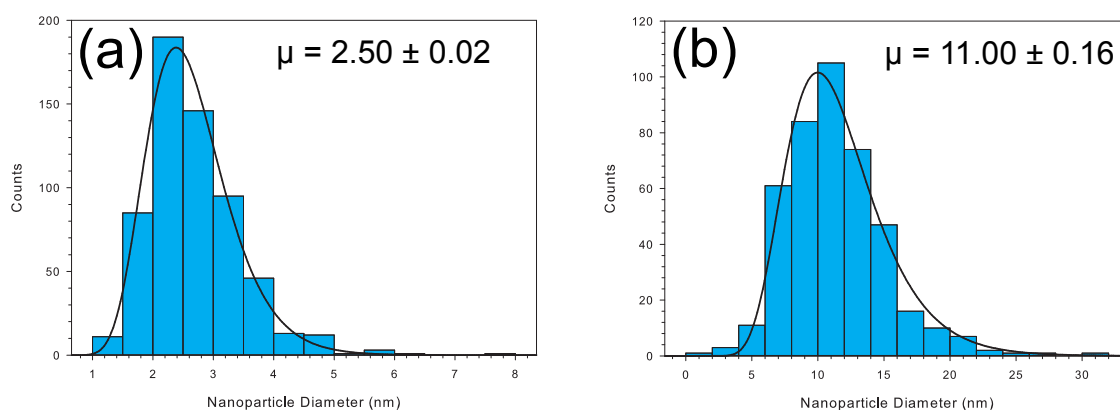 (a)
μ = 2.50 ± 0.02
200
150
100
50
0
Counts
1 2 3 4 5 6 7 8
Nanoparticle Diameter (nm)
(b)
μ = 11.00 ± 0.16
120
100
80
60
40
20
0
Counts
0 5 10 15 20 25 30
Nanoparticle Diameter (nm)